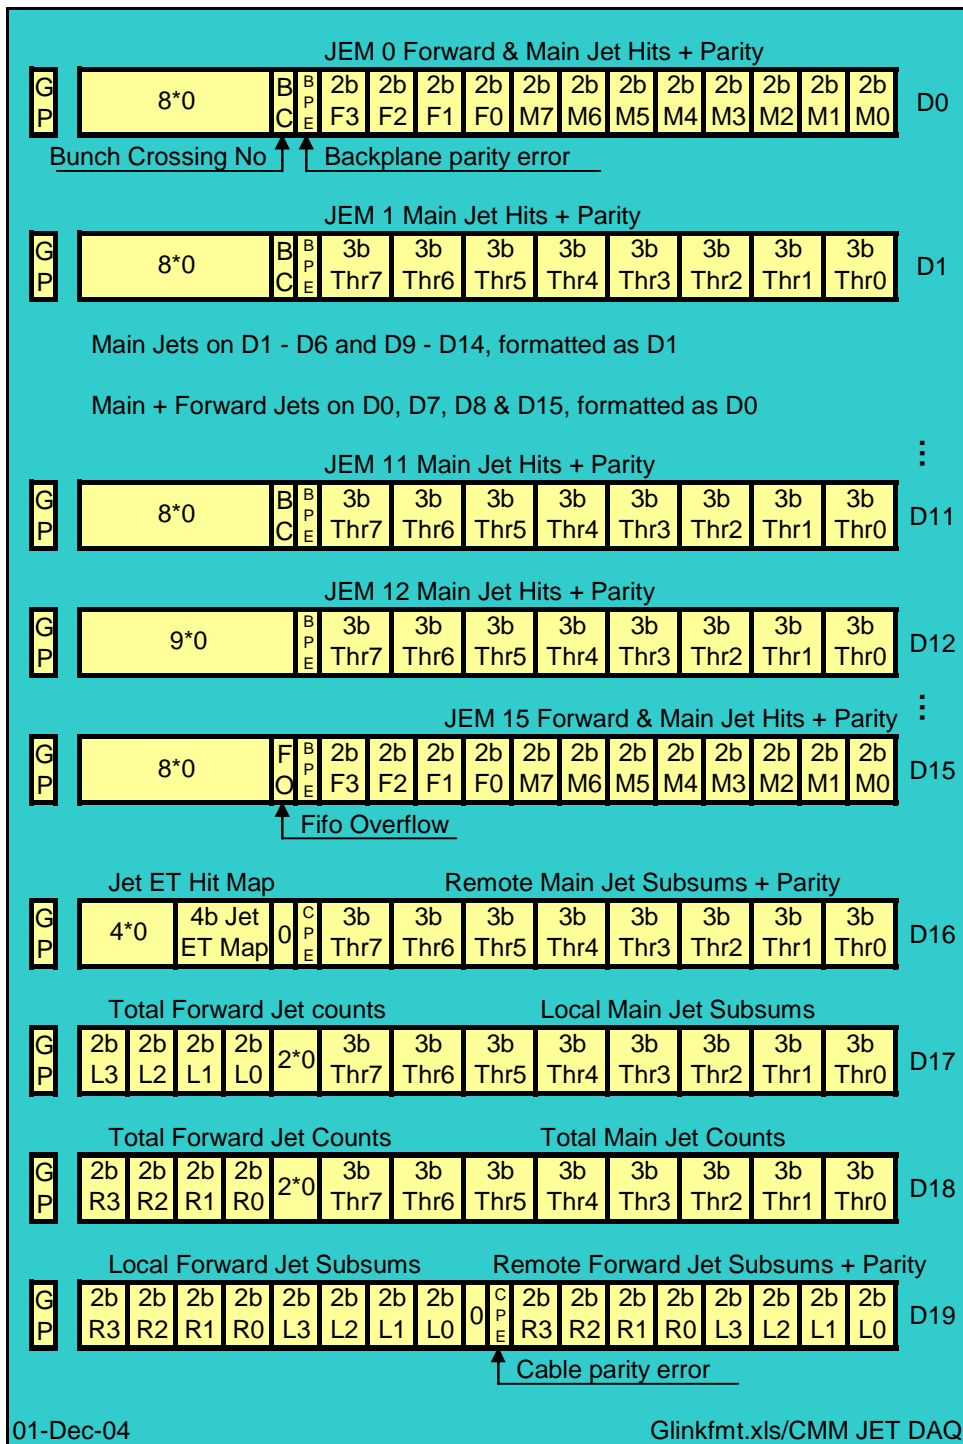 JEM 0 Forward & Main Jet Hits + Parity
G P 8*0 B C B P E 2b F3 2b F2 2b F1 2b F0 2b M7 2b M6 2b M5 2b M4 2b M3 2b M2 2b M1 2b M0 D0
Bunch Crossing No Backplane parity error
JEM 1 Main Jet Hits + Parity
G P 8*0 B C B P E 3b Thr7 3b Thr6 3b Thr5 3b Thr4 3b Thr3 3b Thr2 3b Thr1 3b Thr0 D1
Main Jets on D1 - D6 and D9 - D14, formatted as D1
Main + Forward Jets on D0, D7, D8 & D15, formatted as D0
...
JEM 11 Main Jet Hits + Parity
G P 8*0 B C B P E 3b Thr7 3b Thr6 3b Thr5 3b Thr4 3b Thr3 3b Thr2 3b Thr1 3b Thr0 D11
JEM 12 Main Jet Hits + Parity
G P 9*0 B P E 3b Thr7 3b Thr6 3b Thr5 3b Thr4 3b Thr3 3b Thr2 3b Thr1 3b Thr0 D12
...
JEM 15 Forward & Main Jet Hits + Parity
G P 8*0 F O B P E 2b F3 2b F2 2b F1 2b F0 2b M7 2b M6 2b M5 2b M4 2b M3 2b M2 2b M1 2b M0 D15
Fifo Overflow
Jet ET Hit Map Remote Main Jet Subsums + Parity
G P 4*0 4b Jet ET Map 0 C P E 3b Thr7 3b Thr6 3b Thr5 3b Thr4 3b Thr3 3b Thr2 3b Thr1 3b Thr0 D16
Total Forward Jet counts Local Main Jet Subsums
G P 2b L3 2b L2 2b L1 2b L0 2*0 3b Thr7 3b Thr6 3b Thr5 3b Thr4 3b Thr3 3b Thr2 3b Thr1 3b Thr0 D17
Total Forward Jet Counts Total Main Jet Counts
G P 2b R3 2b R2 2b R1 2b R0 2*0 3b Thr7 3b Thr6 3b Thr5 3b Thr4 3b Thr3 3b Thr2 3b Thr1 3b Thr0 D18
Local Forward Jet Subsums Remote Forward Jet Subsums + Parity
G P 2b R3 2b R2 2b R1 2b R0 2b L3 2b L2 2b L1 2b L0 0 C P E 2b R3 2b R2 2b R1 2b R0 2b L3 2b L2 2b L1 2b L0 D19
Cable parity error
01-Dec-04 Glinkfmt.xls/CMM JET DAQ